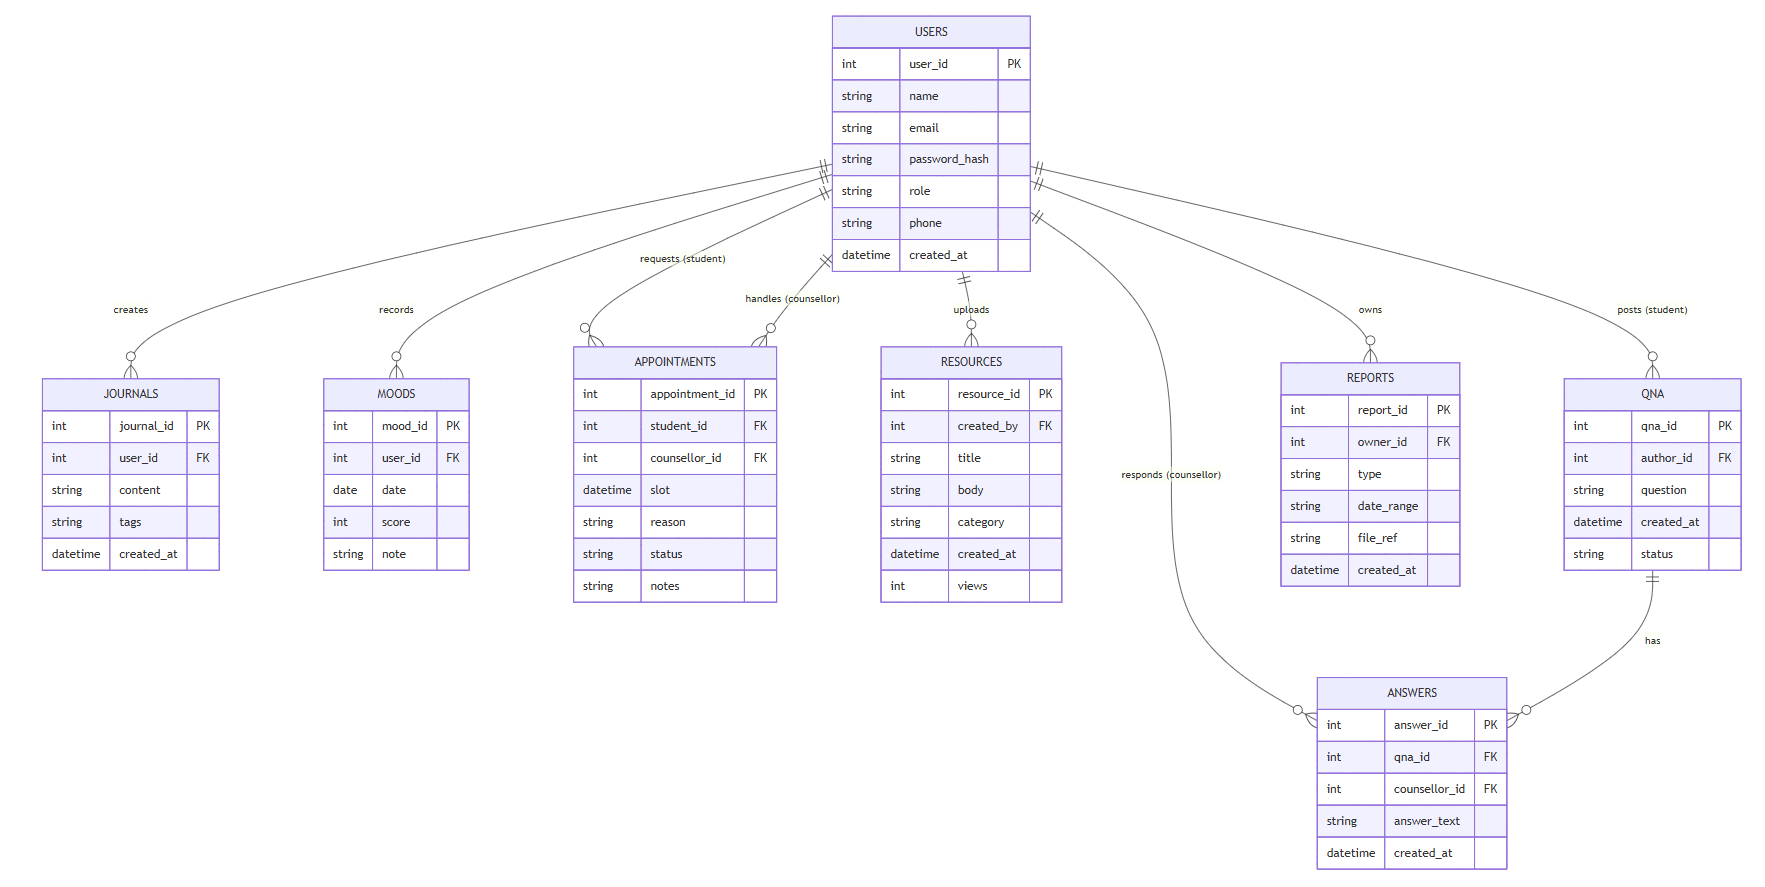 USERS
int user_id PK
string name
string email
string password_hash
string role
string phone
datetime created_at
creates
records
requests (student)
handles (counsellor)
uploads
responds (counsellor)
owns
posts (student)
JOURNALS
int journal_id PK
int user_id FK
string content
string tags
datetime created_at
MOODS
int mood_id PK
int user_id FK
date date
int score
string note
APPOINTMENTS
int appointment_id PK
int student_id FK
int counsellor_id FK
datetime slot
string reason
string status
string notes
RESOURCES
int resource_id PK
int created_by FK
string title
string body
string category
datetime created_at
int views
REPORTS
int report_id PK
int owner_id FK
string type
string date_range
string file_ref
datetime created_at
QNA
int qna_id PK
int author_id FK
string question
datetime created_at
string status
has
ANSWERS
int answer_id PK
int qna_id FK
int counsellor_id FK
string answer_text
datetime created_at